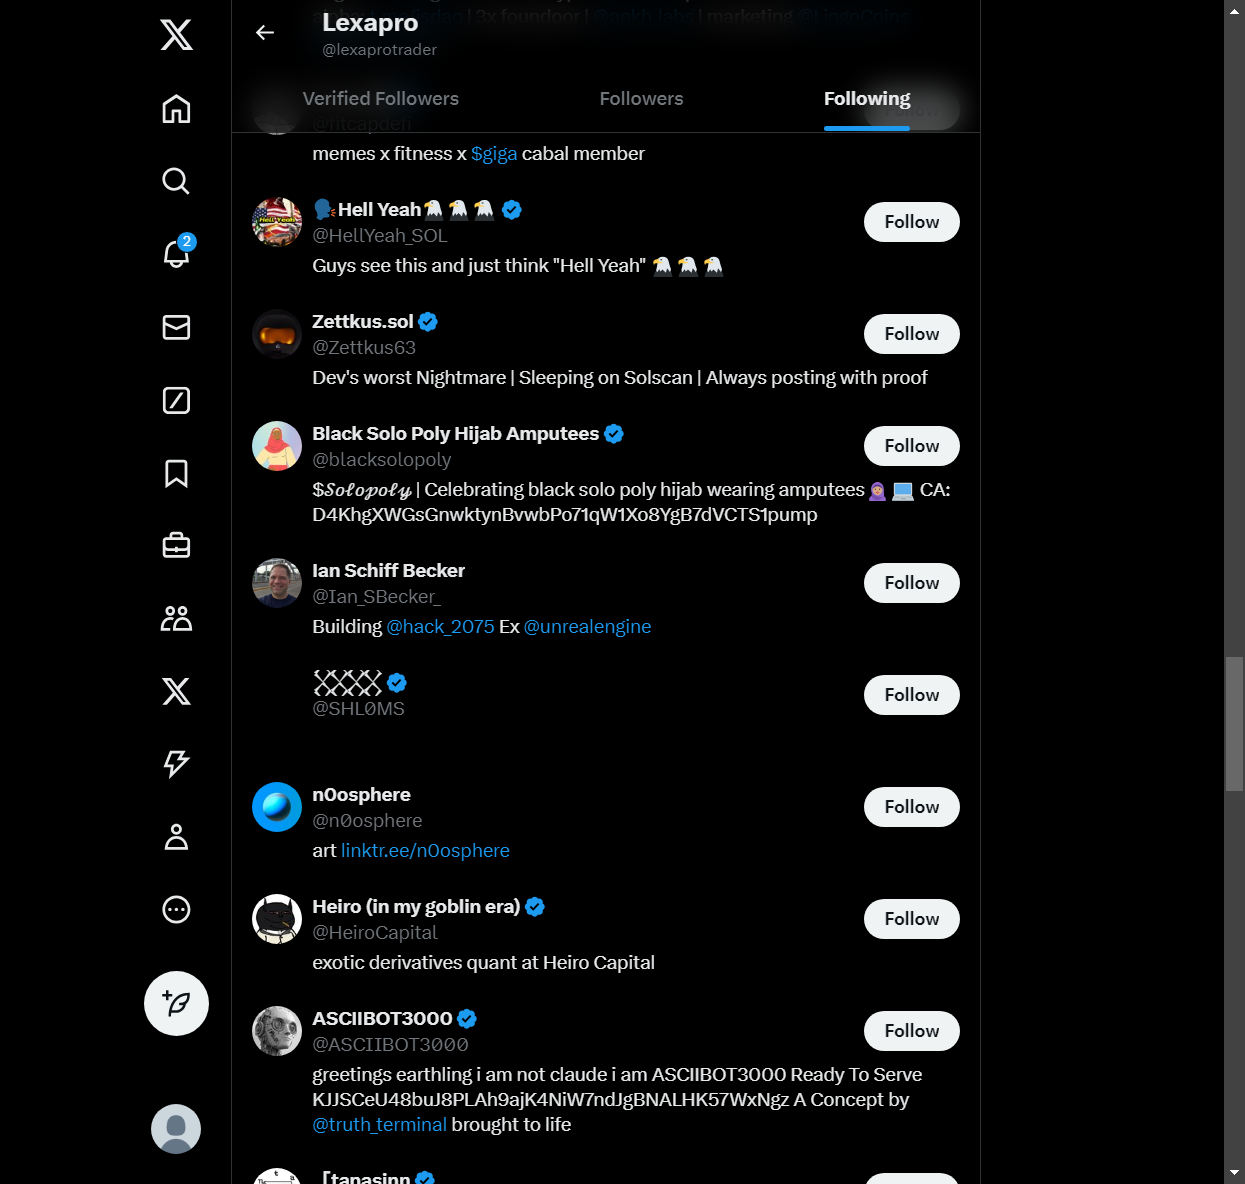 Lexapro
@lexaprotrader
Verified Followers
Followers
Following
@fitcapdefi
memes x fitness x $giga cabal member
🗣️Hell Yeah🦅🦅🦅
@HellYeah_SOL
Follow
Guys see this and just think "Hell Yeah" 🦅🦅🦅
Zettkus.sol
@Zettkus63
Follow
Dev's worst Nightmare | Sleeping on Solscan | Always posting with proof
Black Solo Poly Hijab Amputees
@blacksolopoly
Follow
$𝓢𝓸𝓵𝓸𝓹𝓸𝓵𝔂 | Celebrating black solo poly hijab wearing amputees🧕🏽💻 CA:
D4KhgXWGsGnwktynBvwbPo71qW1Xo8YgB7dVCTS1pump
Ian Schiff Becker
@Ian_SBecker_
Follow
Building @hack_2075 Ex @unrealengine
@SHL0MS
Follow
n0osphere
@n0osphere
Follow
art linktr.ee/n0osphere
Heiro (in my goblin era)
@HeiroCapital
Follow
exotic derivatives quant at Heiro Capital
ASCIIBOT3000
@ASCIIBOT3000
Follow
greetings earthling i am not claude i am ASCIIBOT3000 Ready To Serve
KJJSCeU48buJ8PLAh9ajK4NiW7ndJgBNALHK57WxNgz A Concept by
@truth_terminal brought to life
2